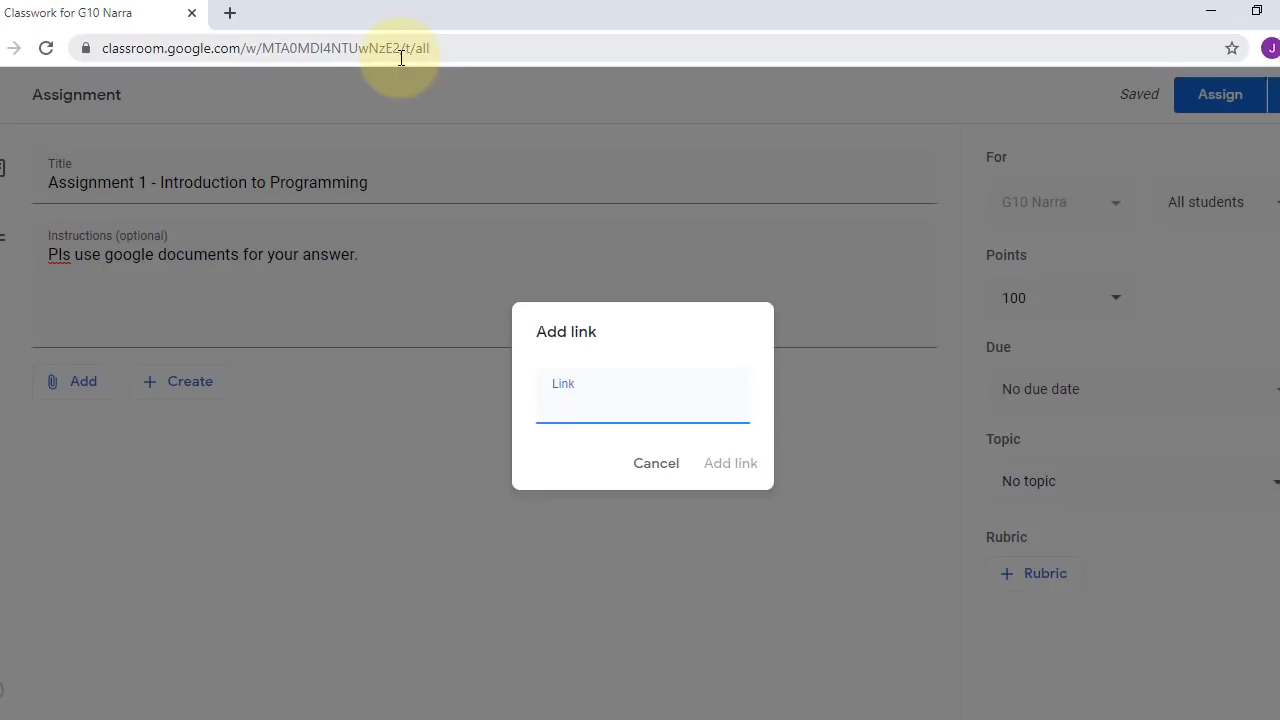 Classwork for G10 Narra
classroom.google.com/w/MTA0MDI4NTUwNzE2/t/all
J
Assignment
Saved
Assign
Title
Assignment 1 - Introduction to Programming
Instructions (optional)
Pls use google documents for your answer.
Add
Create
Add link
Link
Cancel
Add link
For
G10 Narra
All students
Points
100
Due
No due date
Topic
No topic
Rubric
Rubric